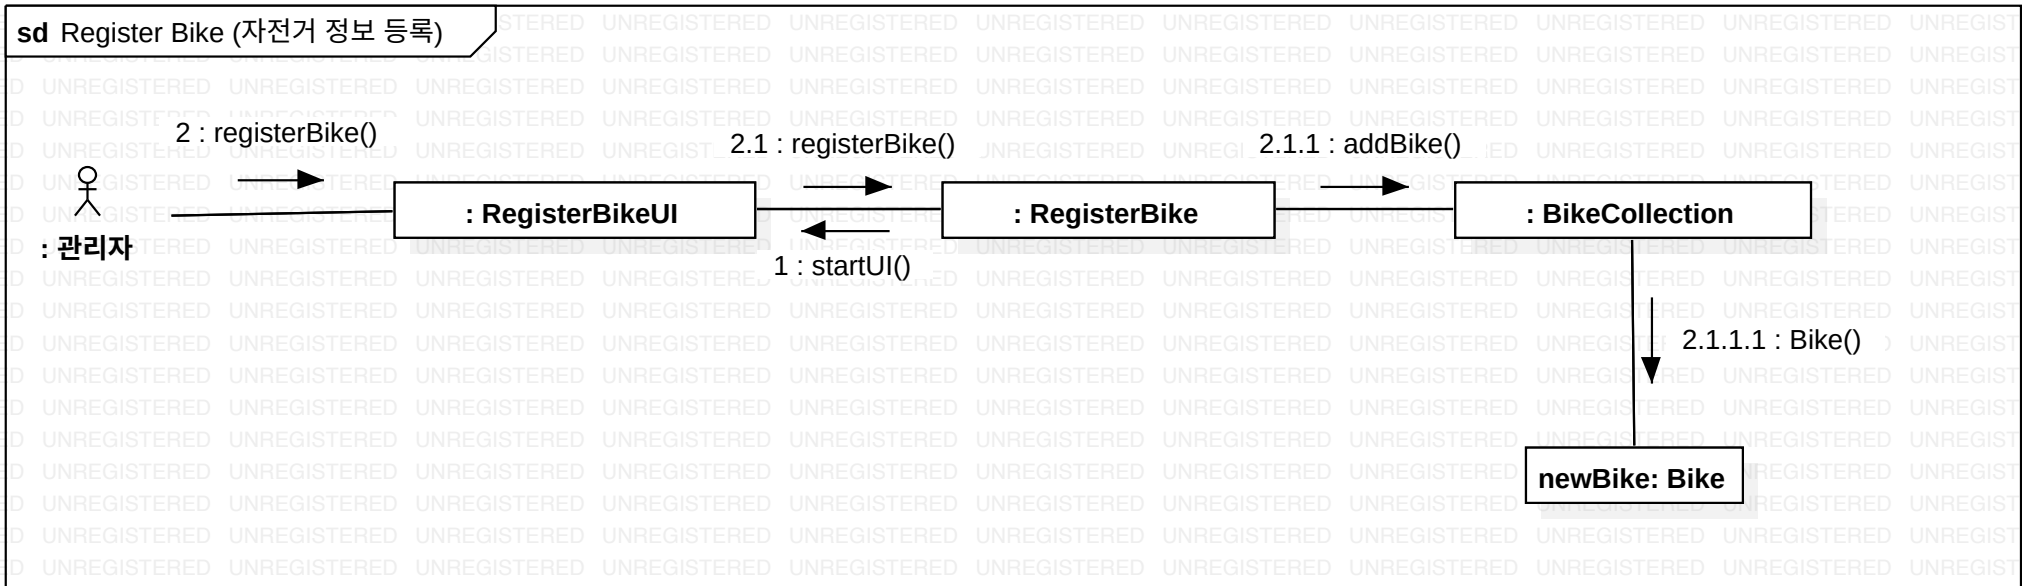 sd Register Bike (자전거 정보 등록)
2 : registerBike()
2.1 : registerBike()
2.1.1 : addBike()
: RegisterBikeUI
: RegisterBike
: BikeCollection
: 관리자
1 : startUI()
2.1.1.1 : Bike()
newBike: Bike
UNREGISTERED